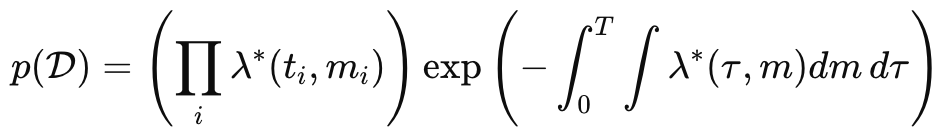 p(𝒟) = (∏_i λ*(t_i, m_i)) exp(−∫_0^T ∫ λ*(τ, m)dm dτ)